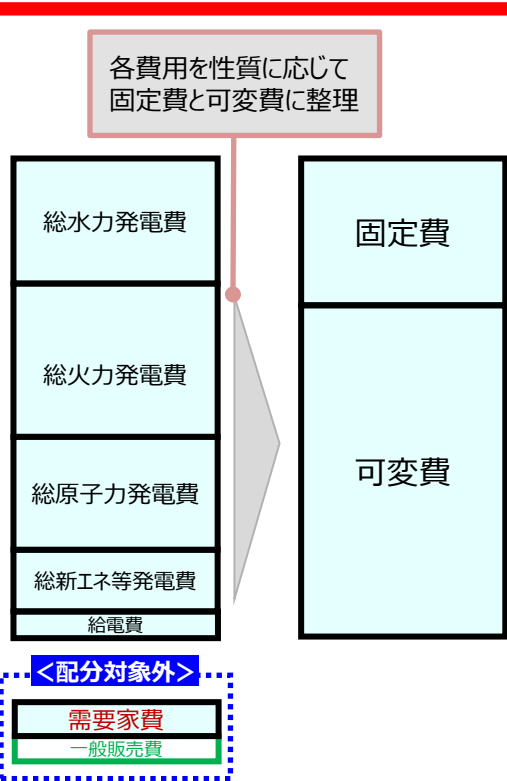 各費用を性質に応じて
固定費と可変費に整理
総水力発電費
総火力発電費
総原子力発電費
総新エネ等発電費
給電費
固定費
可変費
＜配分対象外＞
需要家費
一般販売費